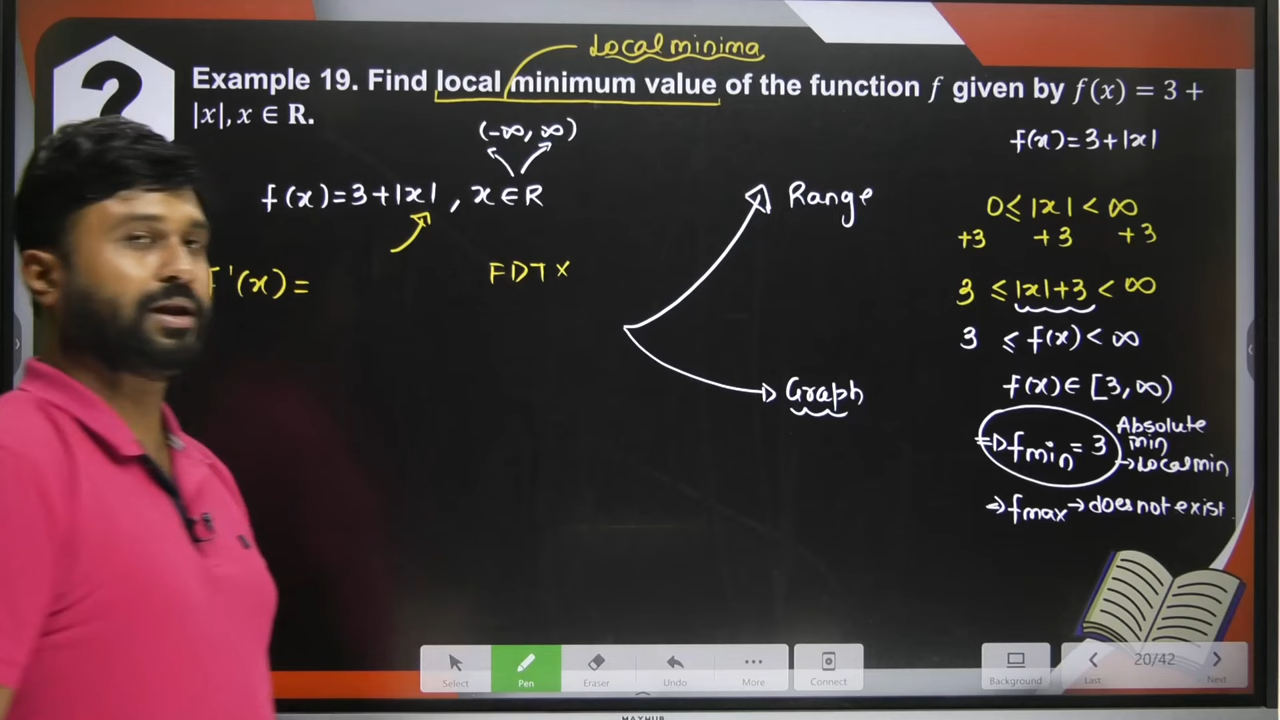 Local minima
Example 19. Find local minimum value of the function f given by f(x) = 3 +
|x|, x ∈ R.
(-∞, ∞)
f(x)=3+|x| , x∈R
f'(x)=
FDT ×
Range
Graph
f(x)=3+|x|
0≤ |x| < ∞
+3 +3 +3
3 ≤|x|+3 < ∞
3 ≤ f(x) < ∞
f(x)∈ [3,∞)
⇒ fmin = 3
Absolute
min
→Local min
⇒ fmax → does not exist
Select
Pen
Eraser
Undo
More
Connect
Background
Last
20/42
Next
MAXHUB